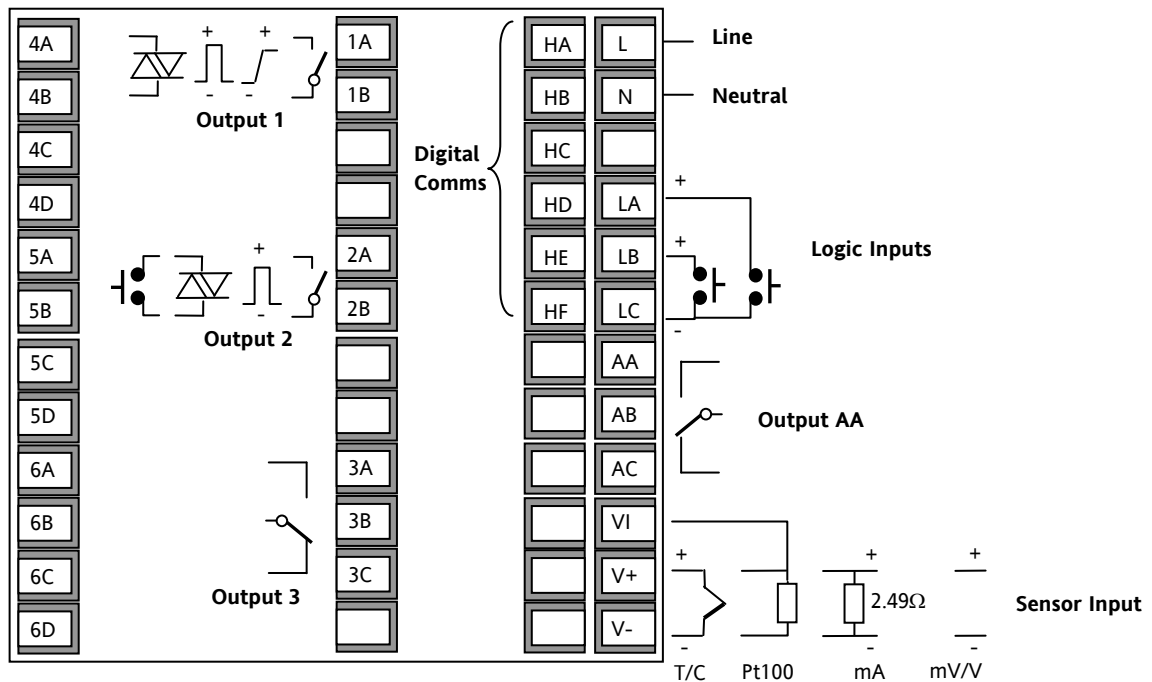 4A
4B
4C
4D
5A
5B
5C
5D
6A
6B
6C
6D
+ +
- -
Output 1
+
-
Output 2
Output 3
1A
1B
2A
2B
3A
3B
3C
Digital
Comms
HA
HB
HC
HD
HE
HF
L
N
LA
LB
LC
AA
AB
AC
VI
V+
V-
Line
Neutral
+
+
-
Logic Inputs
Output AA
+ + +
2.49Ω
Sensor Input
- - -
T/C Pt100 mA mV/V